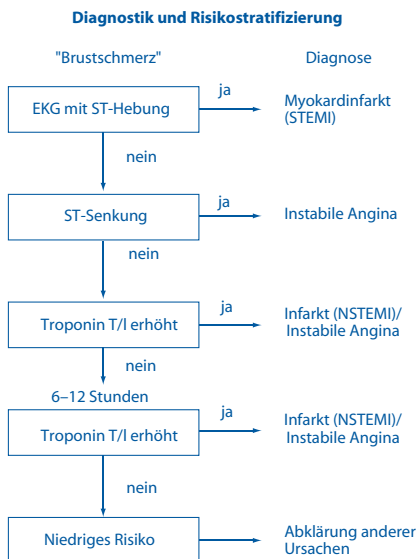 Diagnostik und Risikostratifizierung
"Brustschmerz"
Diagnose
EKG mit ST-Hebung
ja
Myokardinfarkt
(STEMI)
nein
ST-Senkung
ja
Instabile Angina
nein
Troponin T/l erhöht
ja
Infarkt (NSTEMI)/
Instabile Angina
nein
6–12 Stunden
Troponin T/l erhöht
ja
Infarkt (NSTEMI)/
Instabile Angina
nein
Niedriges Risiko
Abklärung anderer
Ursachen